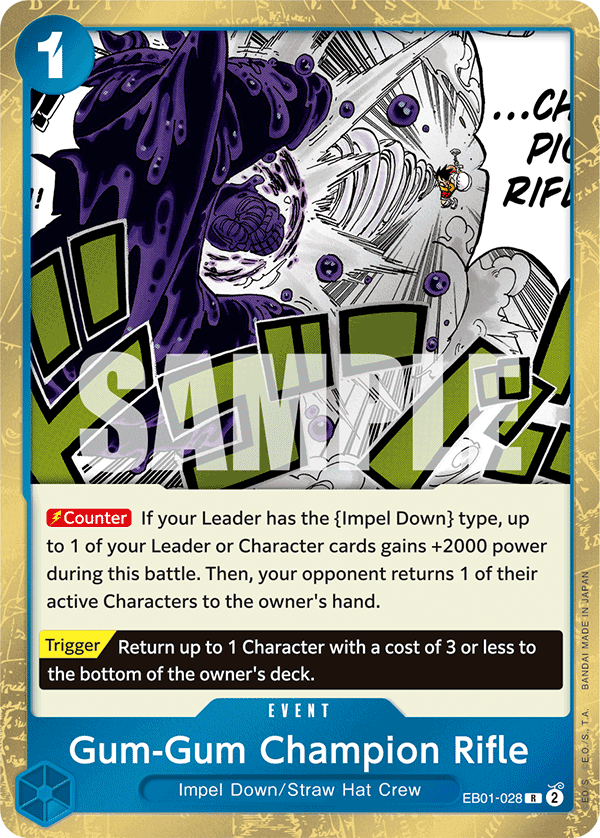 1
...CH
PIO
RIFL
!!
SAMPLE
Counter If your Leader has the {Impel Down} type, up
to 1 of your Leader or Character cards gains +2000 power
during this battle. Then, your opponent returns 1 of their
active Characters to the owner's hand.
Trigger Return up to 1 Character with a cost of 3 or less to
the bottom of the owner's deck.
EVENT
Gum-Gum Champion Rifle
Impel Down/Straw Hat Crew
EB01-028 R 2
©E.O./S., T.A. BANDAI MADE IN JAPAN